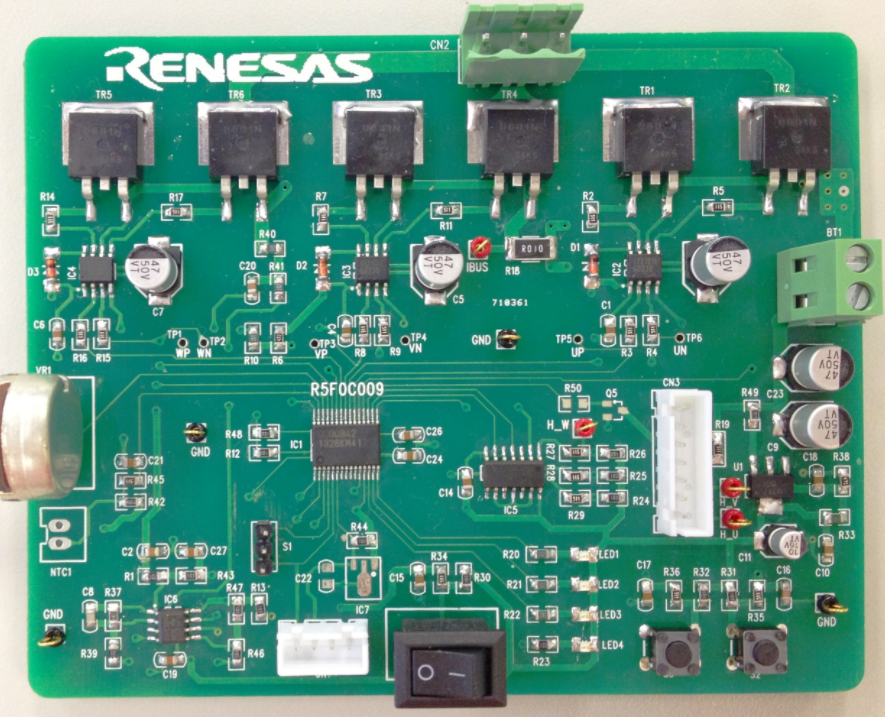 CN2
RENESAS
TR5 TR6 TR3 TR4 TR1 TR2
R14 R17 R7 R11 R2 R5
BT1
R40
IBUS R18 R010
D3 IC4 C20 R41 D2 IC3 D1 IC2
47 50V VT
47 50V VT
47 50V VT
C7 C5
710361
C6 R16 R15 TP1 TP2 R10 R6 TP3 R8 R9 TP4 GND TP5 C1 R3 R4 TP6
WP WN VP VN UP UN
VR1
R5F0C009
R50 Q5 CN3 R49 C23
47 VT
47 VT
GND R48 R12 IC1 C26 C24
H_W R27 R28 R26 R25 R24 R29
R19 U1 C9 C18 R38
C21 R45 R42
C14 IC5
H_U R33
NTC1
C2 C27 S1 R44
R1 R43 C22 C15 R34 R30
R20 LED1
R21 LED2
R22 LED3
R23 LED4
C11 C10
C17 R36 R32 R31 C16 R35
GND C8 R37 IC6 R47 R13 IC7
R39 C19 R46
GND
O I